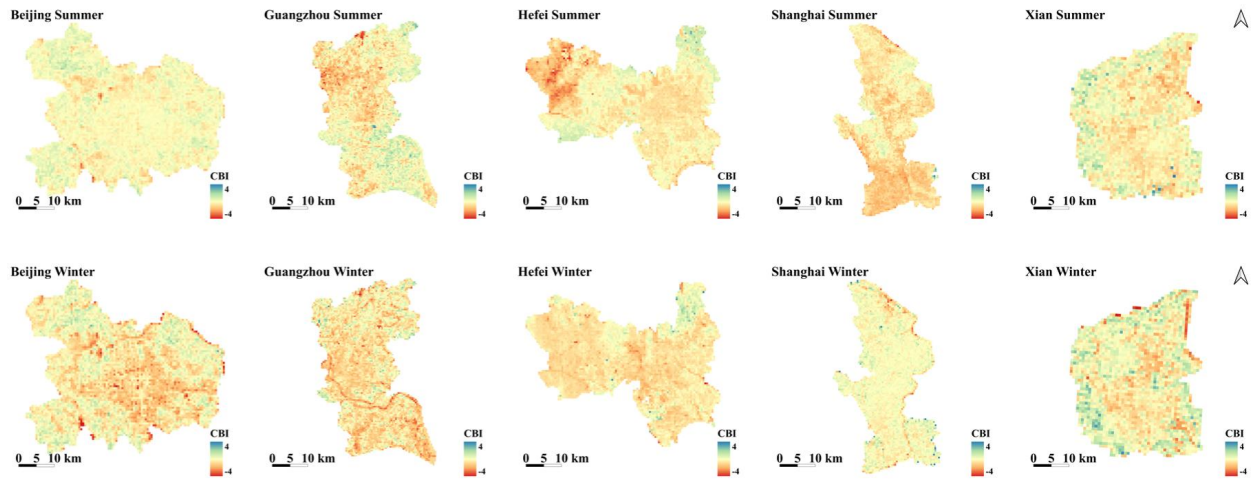 Beijing Summer
Guangzhou Summer
Hefei Summer
Shanghai Summer
Xian Summer
CBI
4
-4
0 5 10 km
CBI
4
-4
0 5 10 km
CBI
4
-4
0 5 10 km
CBI
4
-4
0 5 10 km
CBI
4
-4
0 5 10 km
Beijing Winter
Guangzhou Winter
Hefei Winter
Shanghai Winter
Xian Winter
CBI
4
-4
0 5 10 km
CBI
4
-4
0 5 10 km
CBI
4
-4
0 5 10 km
CBI
4
-4
0 5 10 km
CBI
4
-4
0 5 10 km